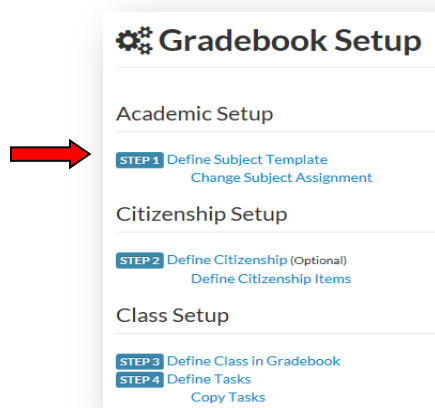 Gradebook Setup
Academic Setup
STEP 1 Define Subject Template
Change Subject Assignment
Citizenship Setup
STEP 2 Define Citizenship (Optional)
Define Citizenship Items
Class Setup
STEP 3 Define Class in Gradebook
STEP 4 Define Tasks
Copy Tasks